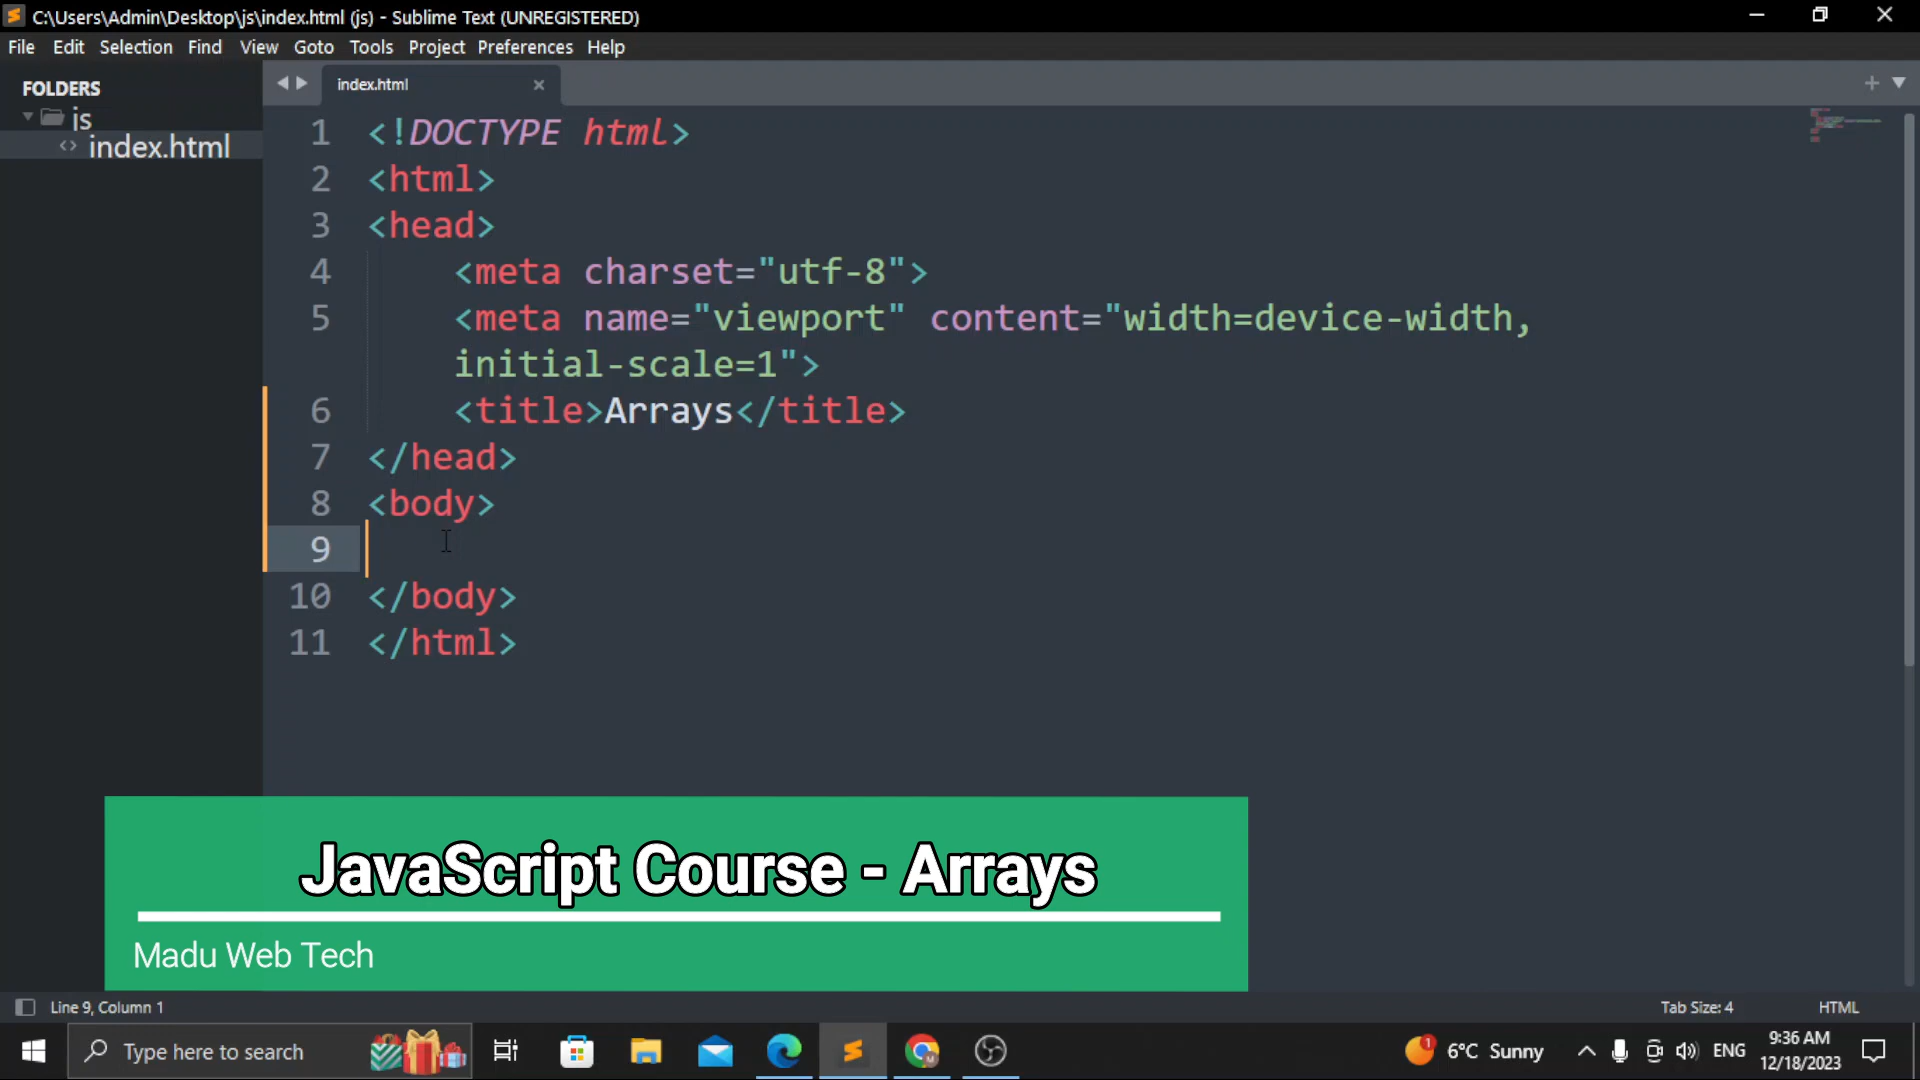 C:\Users\Admin\Desktop\js\index.html (js) - Sublime Text (UNREGISTERED)
File Edit Selection Find View Goto Tools Project Preferences Help
FOLDERS
js
index.html
index.html
1 <!DOCTYPE html>
2 <html>
3 <head>
4 <meta charset="utf-8">
5 <meta name="viewport" content="width=device-width,
initial-scale=1">
6 <title>Arrays</title>
7 </head>
8 <body>
9
10 </body>
11 </html>
JavaScript Course - Arrays
Madu Web Tech
Line 9, Column 1
Tab Size: 4
HTML
Type here to search
1
M
6°C Sunny
ENG
9:36 AM
12/18/2023